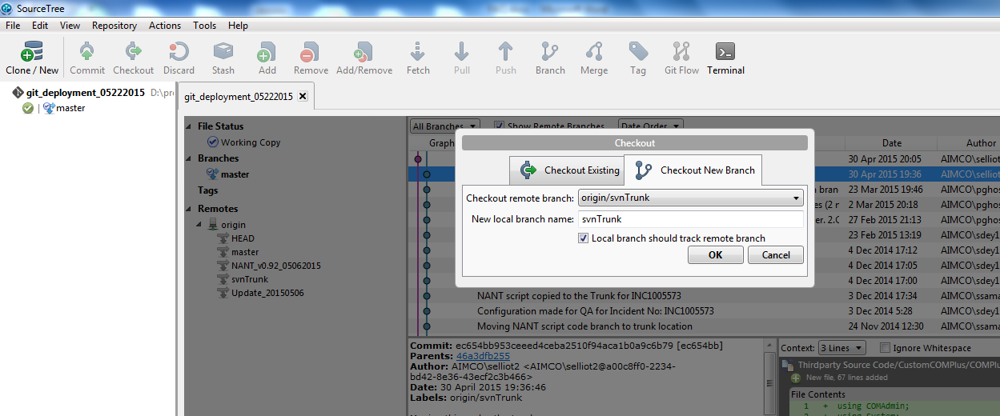 SourceTree
File Edit View Repository Actions Tools Help
Clone / New Commit Checkout Discard Stash Add Remove Add/Remove Fetch Pull Push Branch Merge Tag Git Flow Terminal
git_deployment_05222015 D:\pr
master
git_deployment_05222015
File Status
Working Copy
Branches
master
Tags
Remotes
origin
HEAD
master
NANT_v0.92_05062015
svnTrunk
Update_20150506
All Branches Show Remote Branches Date Order
Graph Date Author
30 Apr 2015 20:05 AIMCO\selliot
30 Apr 2015 19:36 AIMCO\selliot
bran 23 Mar 2015 19:46 AIMCO\pghos
es (2 n 2 Mar 2015 20:18 AIMCO\pghos
er. 2.C 27 Feb 2015 21:13 AIMCO\pghos
23 Feb 2015 13:19 AIMCO\sdey1
4 Dec 2014 17:12 AIMCO\sdey1
4 Dec 2014 17:05 AIMCO\sdey1
4 Dec 2014 17:00 AIMCO\sdey1
NANT script copied to the Trunk for INC1005573 3 Dec 2014 17:34 AIMCO\ssama
Configuration made for QA for Incident No: INC1005573 3 Dec 2014 5:28 AIMCO\sdey1
Moving NANT script code branch to trunk location 24 Nov 2014 12:30 AIMCO\ssama
Checkout
Checkout Existing Checkout New Branch
Checkout remote branch: origin/svnTrunk
New local branch name: svnTrunk
Local branch should track remote branch
OK Cancel
Commit: ec654bb953ceeed4ceba2510f94aca1b0a9c6b79 [ec654bb]
Parents: 46a3dfb255
Author: AIMCO\selliot2 <AIMCO\selliot2@a00c8ff0-2234-
bd42-8e36-43ecf2c3b466>
Date: 30 April 2015 19:36:46
Labels: origin/svnTrunk
Context: 3 Lines Ignore Whitespace
Thirdparty Source Code/CustomCOMPlus/COMPlu
New file, 67 lines added
File Contents
1 + using COMAdmin;
2 + using System;